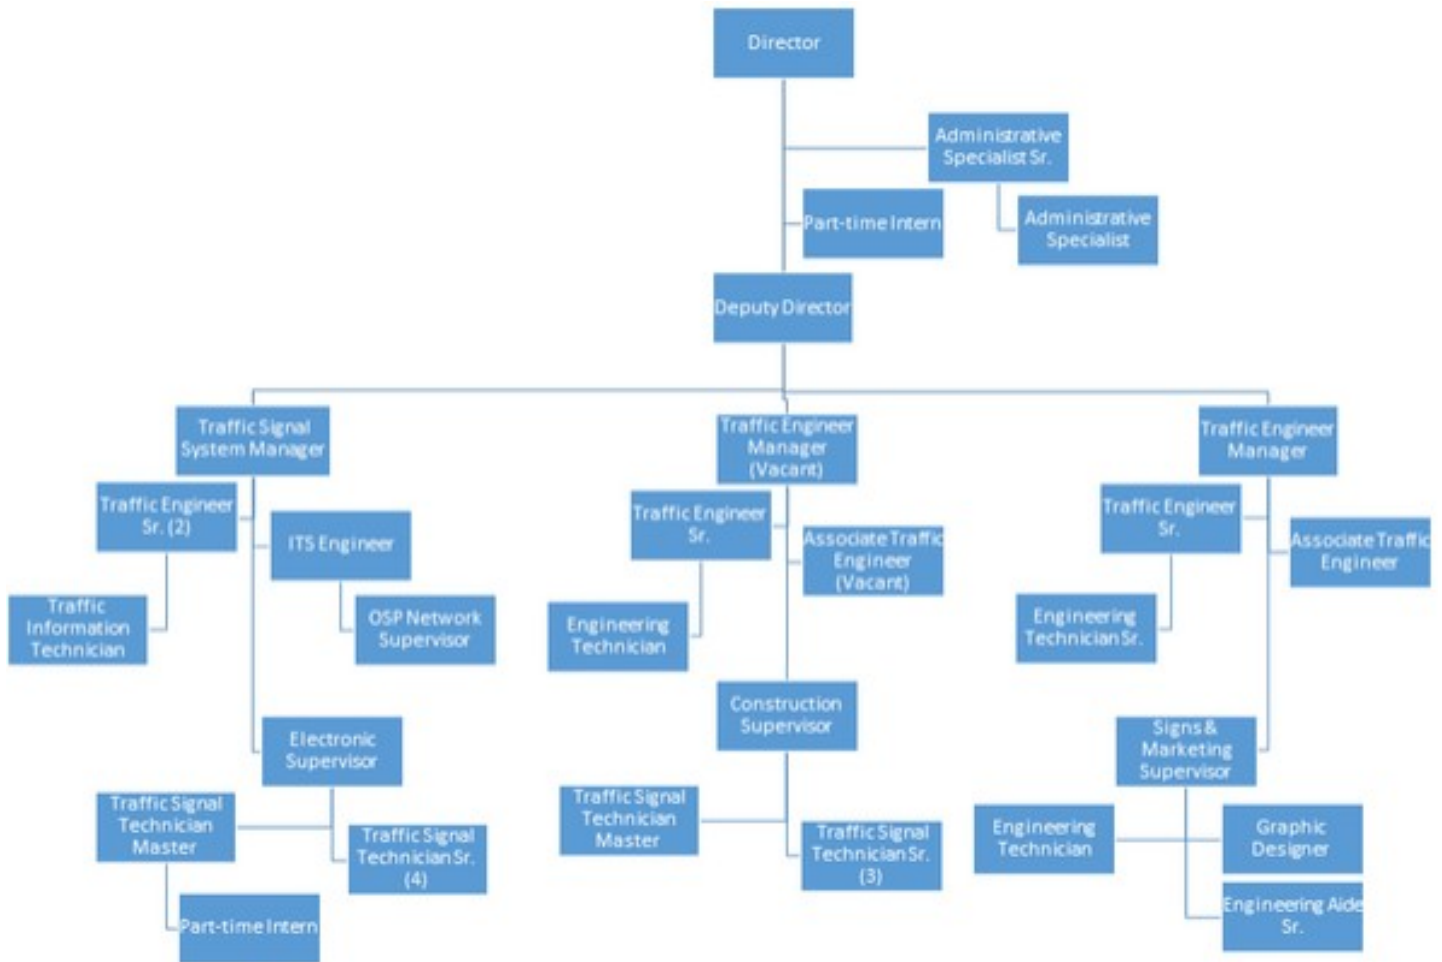 Director
Administrative
Specialist Sr.
Part-time Intern
Administrative
Specialist
Deputy Director
Traffic Signal
System Manager
Traffic Engineer
Sr. (2)
ITS Engineer
Traffic
Information
Technician
OSP Network
Supervisor
Electronic
Supervisor
Traffic Signal
Technician
Master
Traffic Signal
Technician Sr.
(4)
Part-time Intern
Traffic Engineer
Manager
(Vacant)
Traffic Engineer
Sr.
Associate Traffic
Engineer
(Vacant)
Engineering
Technician
Construction
Supervisor
Traffic Signal
Technician
Master
Traffic Signal
Technician Sr.
(3)
Traffic Engineer
Manager
Traffic Engineer
Sr.
Associate Traffic
Engineer
Engineering
Technician Sr.
Signs &
Marketing
Supervisor
Engineering
Technician
Graphic
Designer
Engineering Aide
Sr.